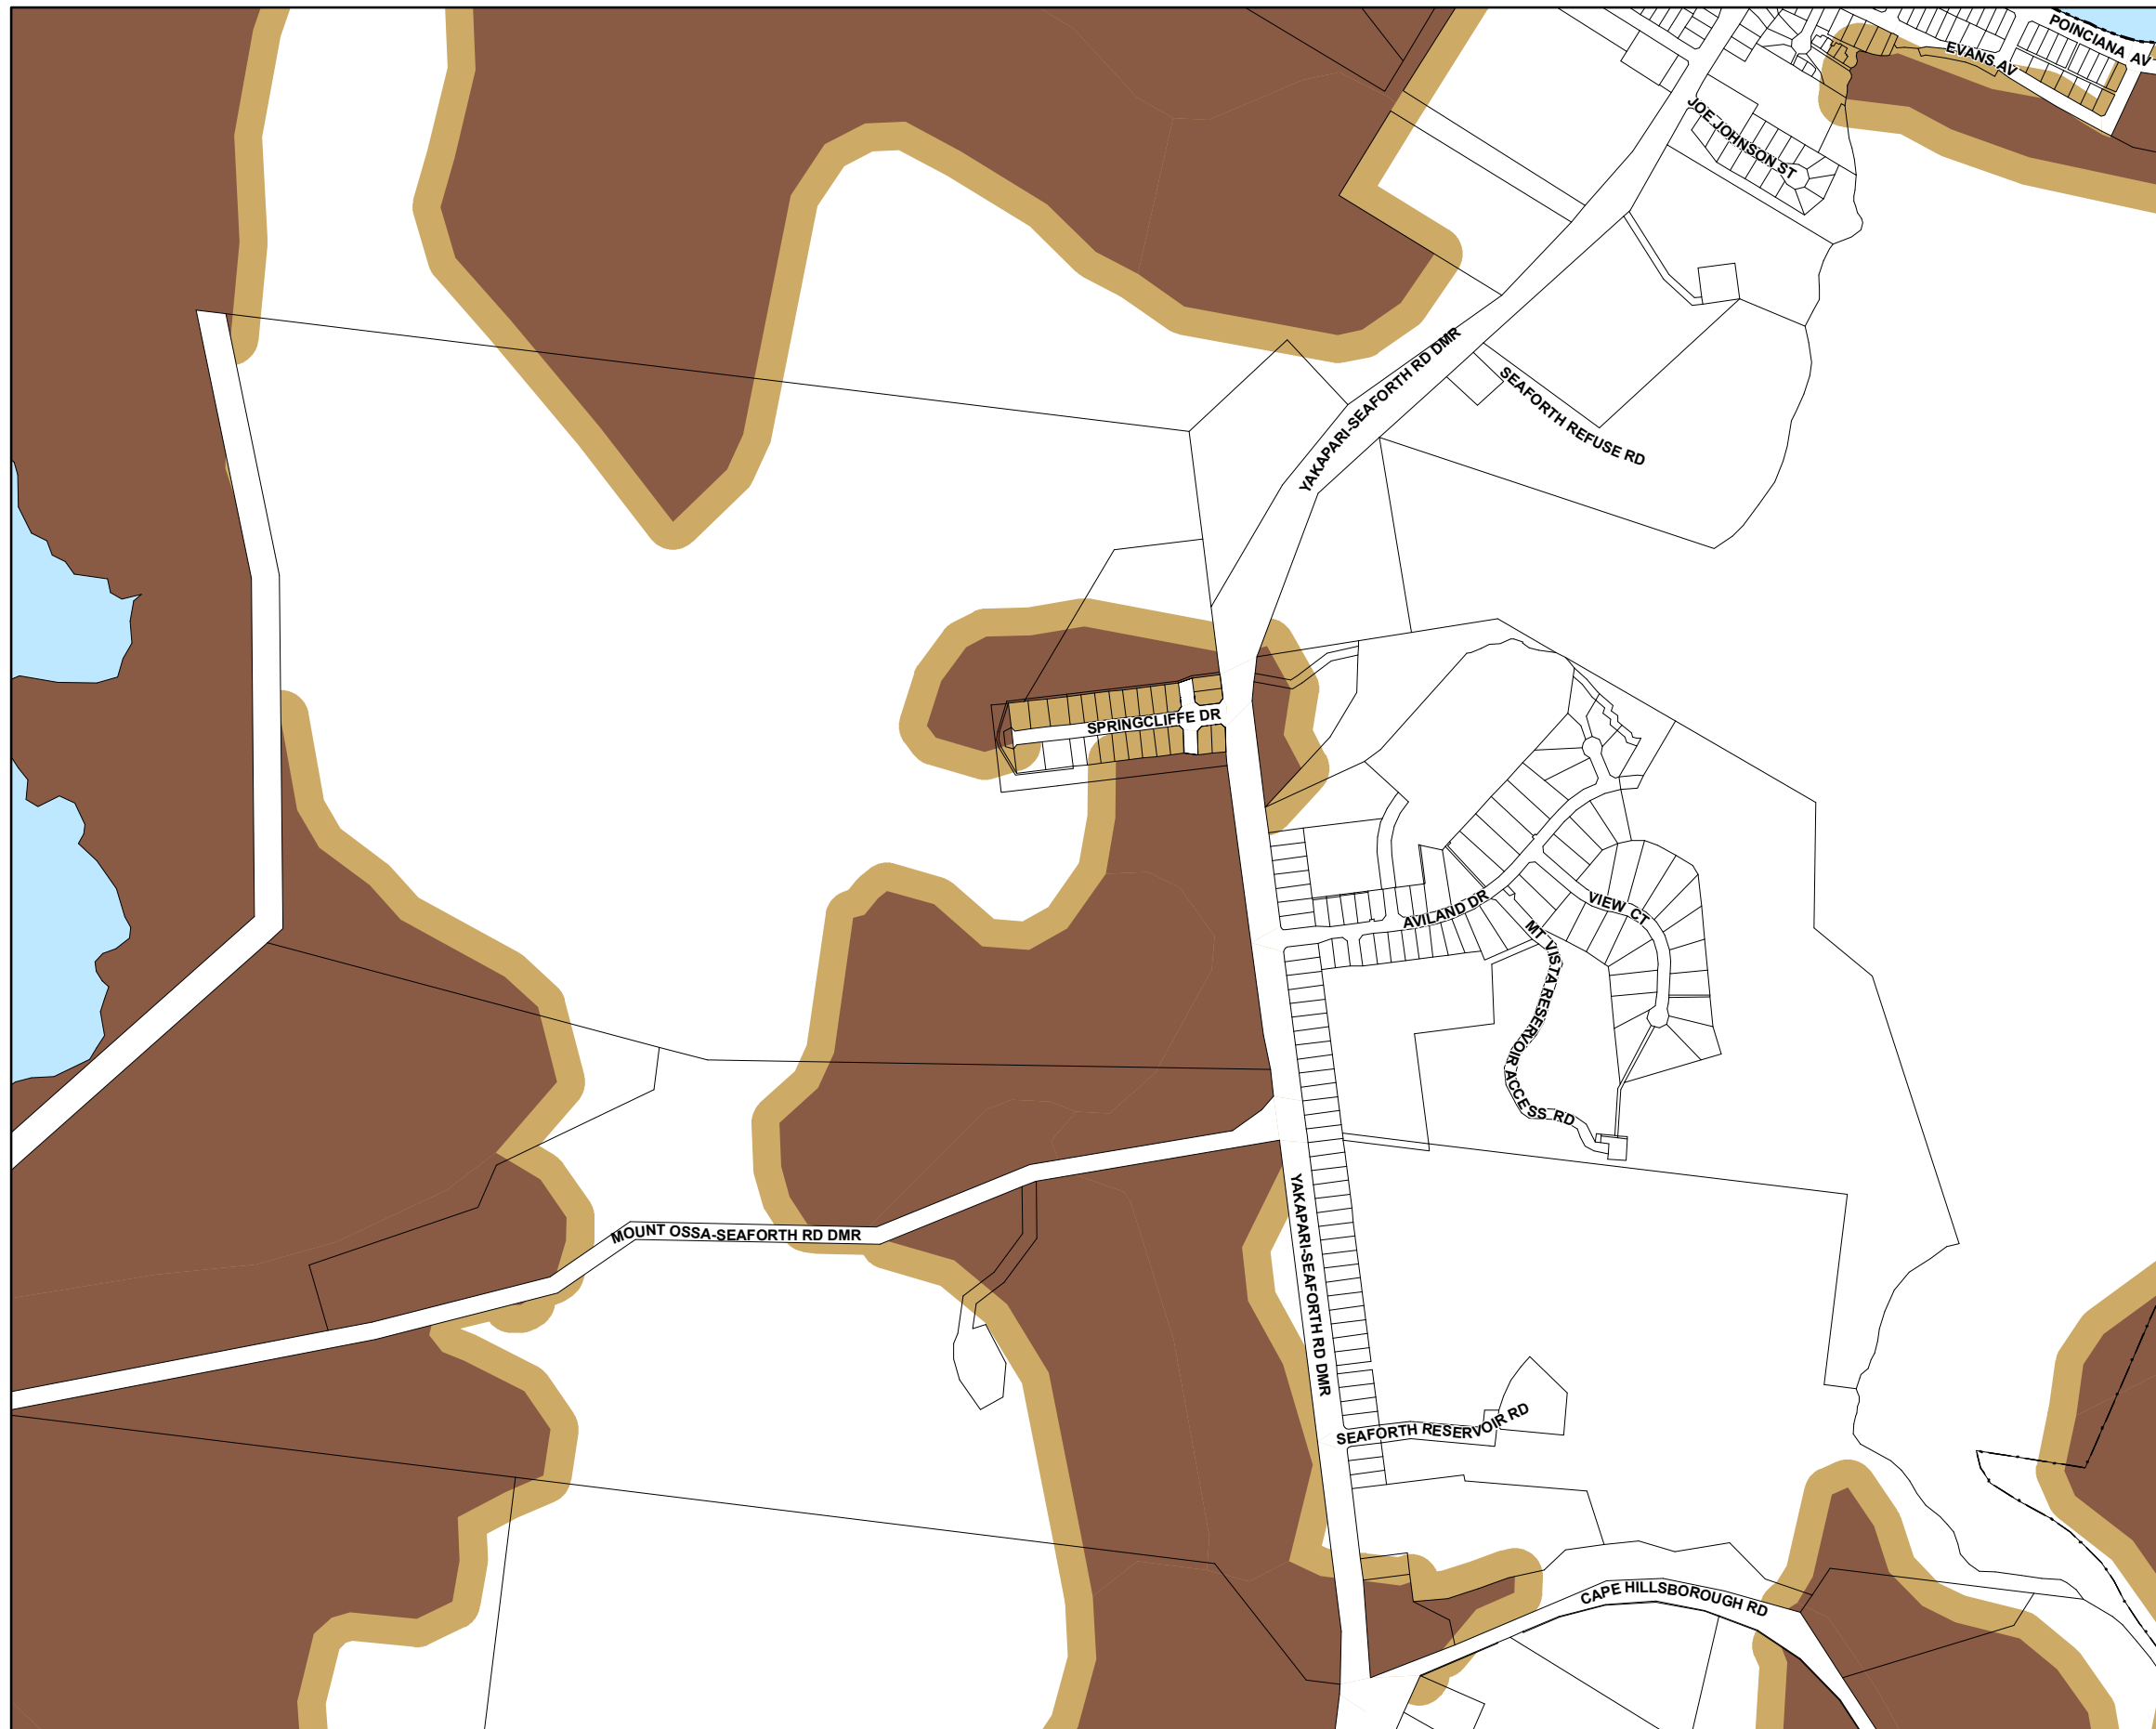 POINCIANA AV
EVANS AV
JOE JOHNSON ST
YAKAPARI-SEAFORTH RD DMR
SEAFORTH REFUSE RD
SPRINGCLIFFE DR
AVILAND DR
VIEW CT
MT VISTA RESERVOIR ACCESS RD
MOUNT OSSA-SEAFORTH RD DMR
YAKAPARI-SEAFORTH RD DMR
SEAFORTH RESERVOIR RD
CAPE HILLSBOROUGH RD